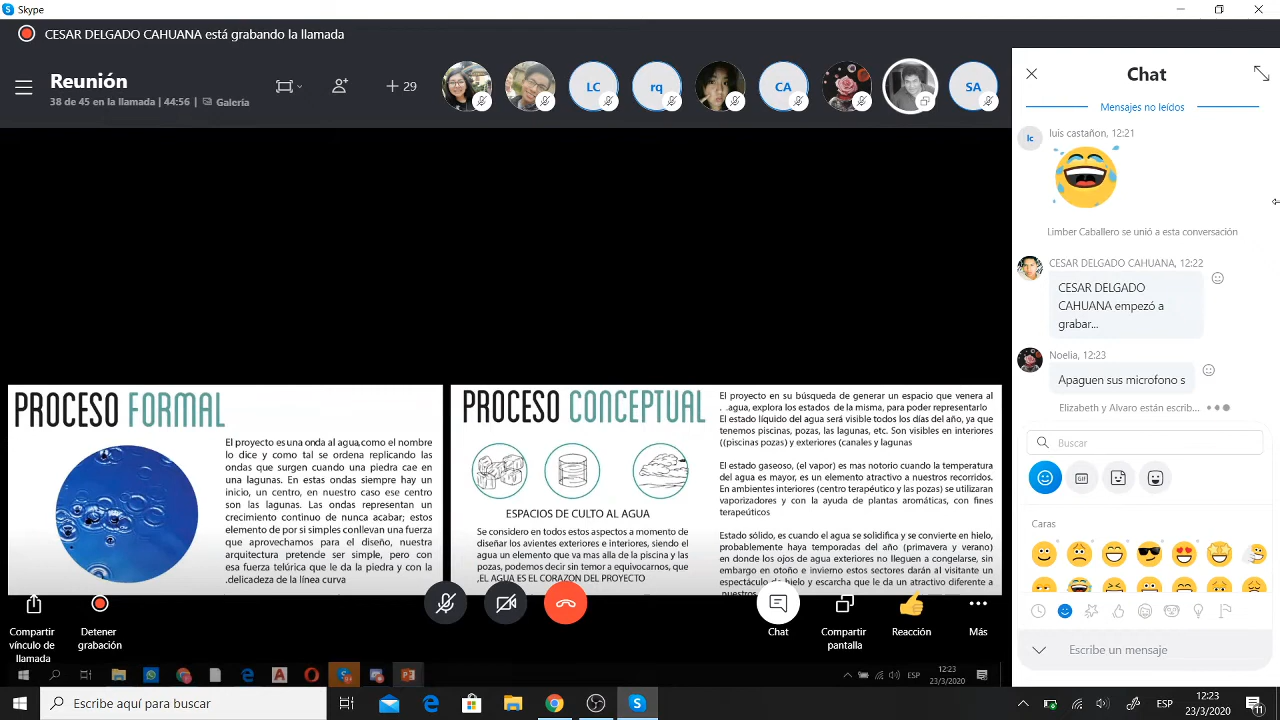 Skype
CESAR DELGADO CAHUANA está grabando la llamada
Reunión
38 de 45 en la llamada | 44:56 | Galería
+ 29
LC
rq
CA
SA
Chat
Mensajes no leídos
lc
luis castañon, 12:21
Limber Caballero se unió a esta conversación
CESAR DELGADO CAHUANA, 12:22
CESAR DELGADO
CAHUANA empezó a
grabar...
Noelia, 12:23
Apaguen sus microfono s
Elizabeth y Alvaro están escrib...
Buscar
GIF
Caras
Escribe un mensaje
PROCESO FORMAL
El proyecto es una onda al agua,como el nombre
lo dice y como tal se ordena replicando las
ondas que surgen cuando una piedra cae en
una lagunas. En estas ondas siempre hay un
inicio, un centro, en nuestro caso ese centro
son las lagunas. Las ondas representan un
crecimiento continuo de nunca acabar; estos
elemento de por si simples conllevan una fuerza
que aprovechamos para el diseño, nuestra
arquitectura pretende ser simple, pero con
esa fuerza telúrica que le da la piedra y con la
.delicadeza de la línea curva
PROCESO CONCEPTUAL
ESPACIOS DE CULTO AL AGUA
Se considero en todos estos aspectos a momento de
diseñar los avientes exteriores e interiores, siendo el
agua un elemento que va mas alla de la piscina y las
pozas, podemos decir sin temor a equivocarnos, que
,EL AGUA ES EL CORAZON DEL PROYECTO
El proyecto en su búsqueda de generar un espacio que venera al
. .agua, explora los estados de la misma, para poder representarlo
El estado líquido del agua será visible todos los días del año, ya que
tenemos piscinas, pozas, las lagunas, etc. Son visibles en interiores
((piscinas pozas) y exteriores (canales y lagunas
El estado gaseoso, (el vapor) es mas notorio cuando la temperatura
del agua es mayor, es un elemento atractivo a nuestros recorridos.
En ambientes interiores (centro terapéutico y las pozas) se utilizaran
vaporizadores y con la ayuda de plantas aromáticas, con fines
terapeúticos
Estado sólido, es cuando el agua se solidifica y se convierte en hielo,
probablemente haya temporadas del año (primavera y verano)
en donde los ojos de agua exteriores no lleguen a congelarse, sin
embargo en otoño e invierno estos sectores darán al visitante un
espectáculo de hielo y escarcha que le da un atractivo diferente a
.nuestros
Compartir
vínculo de
llamada
Detener
grabación
Chat
Compartir
pantalla
Reacción
Más
ESP
12:23
23/3/2020
Escribe aquí para buscar
ESP
12:23
23/3/2020
11